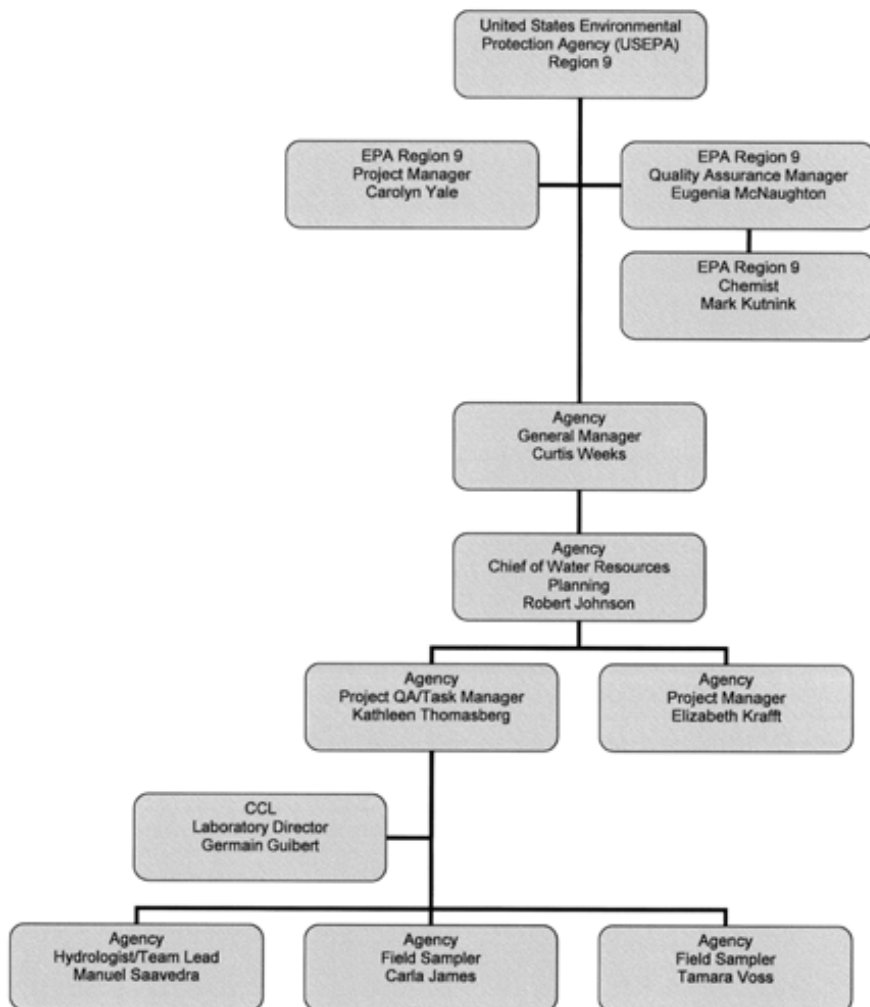 United States Environmental
Protection Agency (USEPA)
Region 9
EPA Region 9
Project Manager
Carolyn Yale
EPA Region 9
Quality Assurance Manager
Eugenia McNaughton
EPA Region 9
Chemist
Mark Kutnink
Agency
General Manager
Curtis Weeks
Agency
Chief of Water Resources
Planning
Robert Johnson
Agency
Project QA/Task Manager
Kathleen Thomasberg
Agency
Project Manager
Elizabeth Krafft
CCL
Laboratory Director
Germain Guibert
Agency
Hydrologist/Team Lead
Manuel Saavedra
Agency
Field Sampler
Carla James
Agency
Field Sampler
Tamara Voss